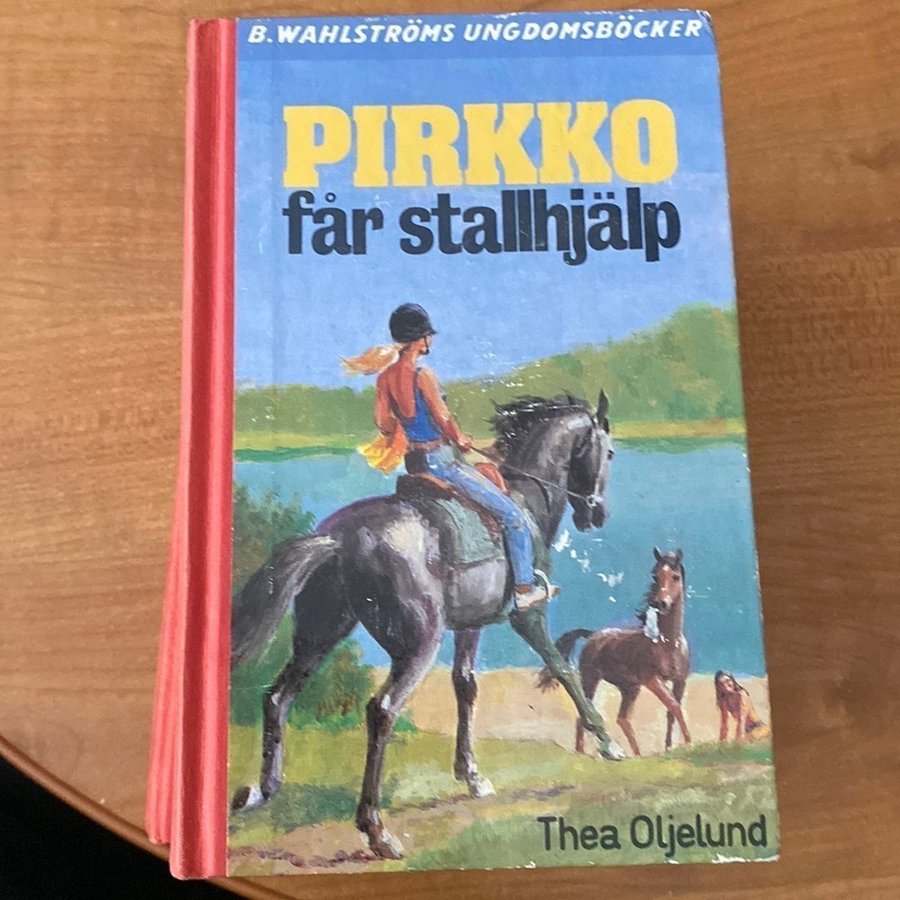 B. WAHLSTRÖMS UNGDOMSBÖCKER
PIRKKO
får stallhjälp
Thea Oljelund